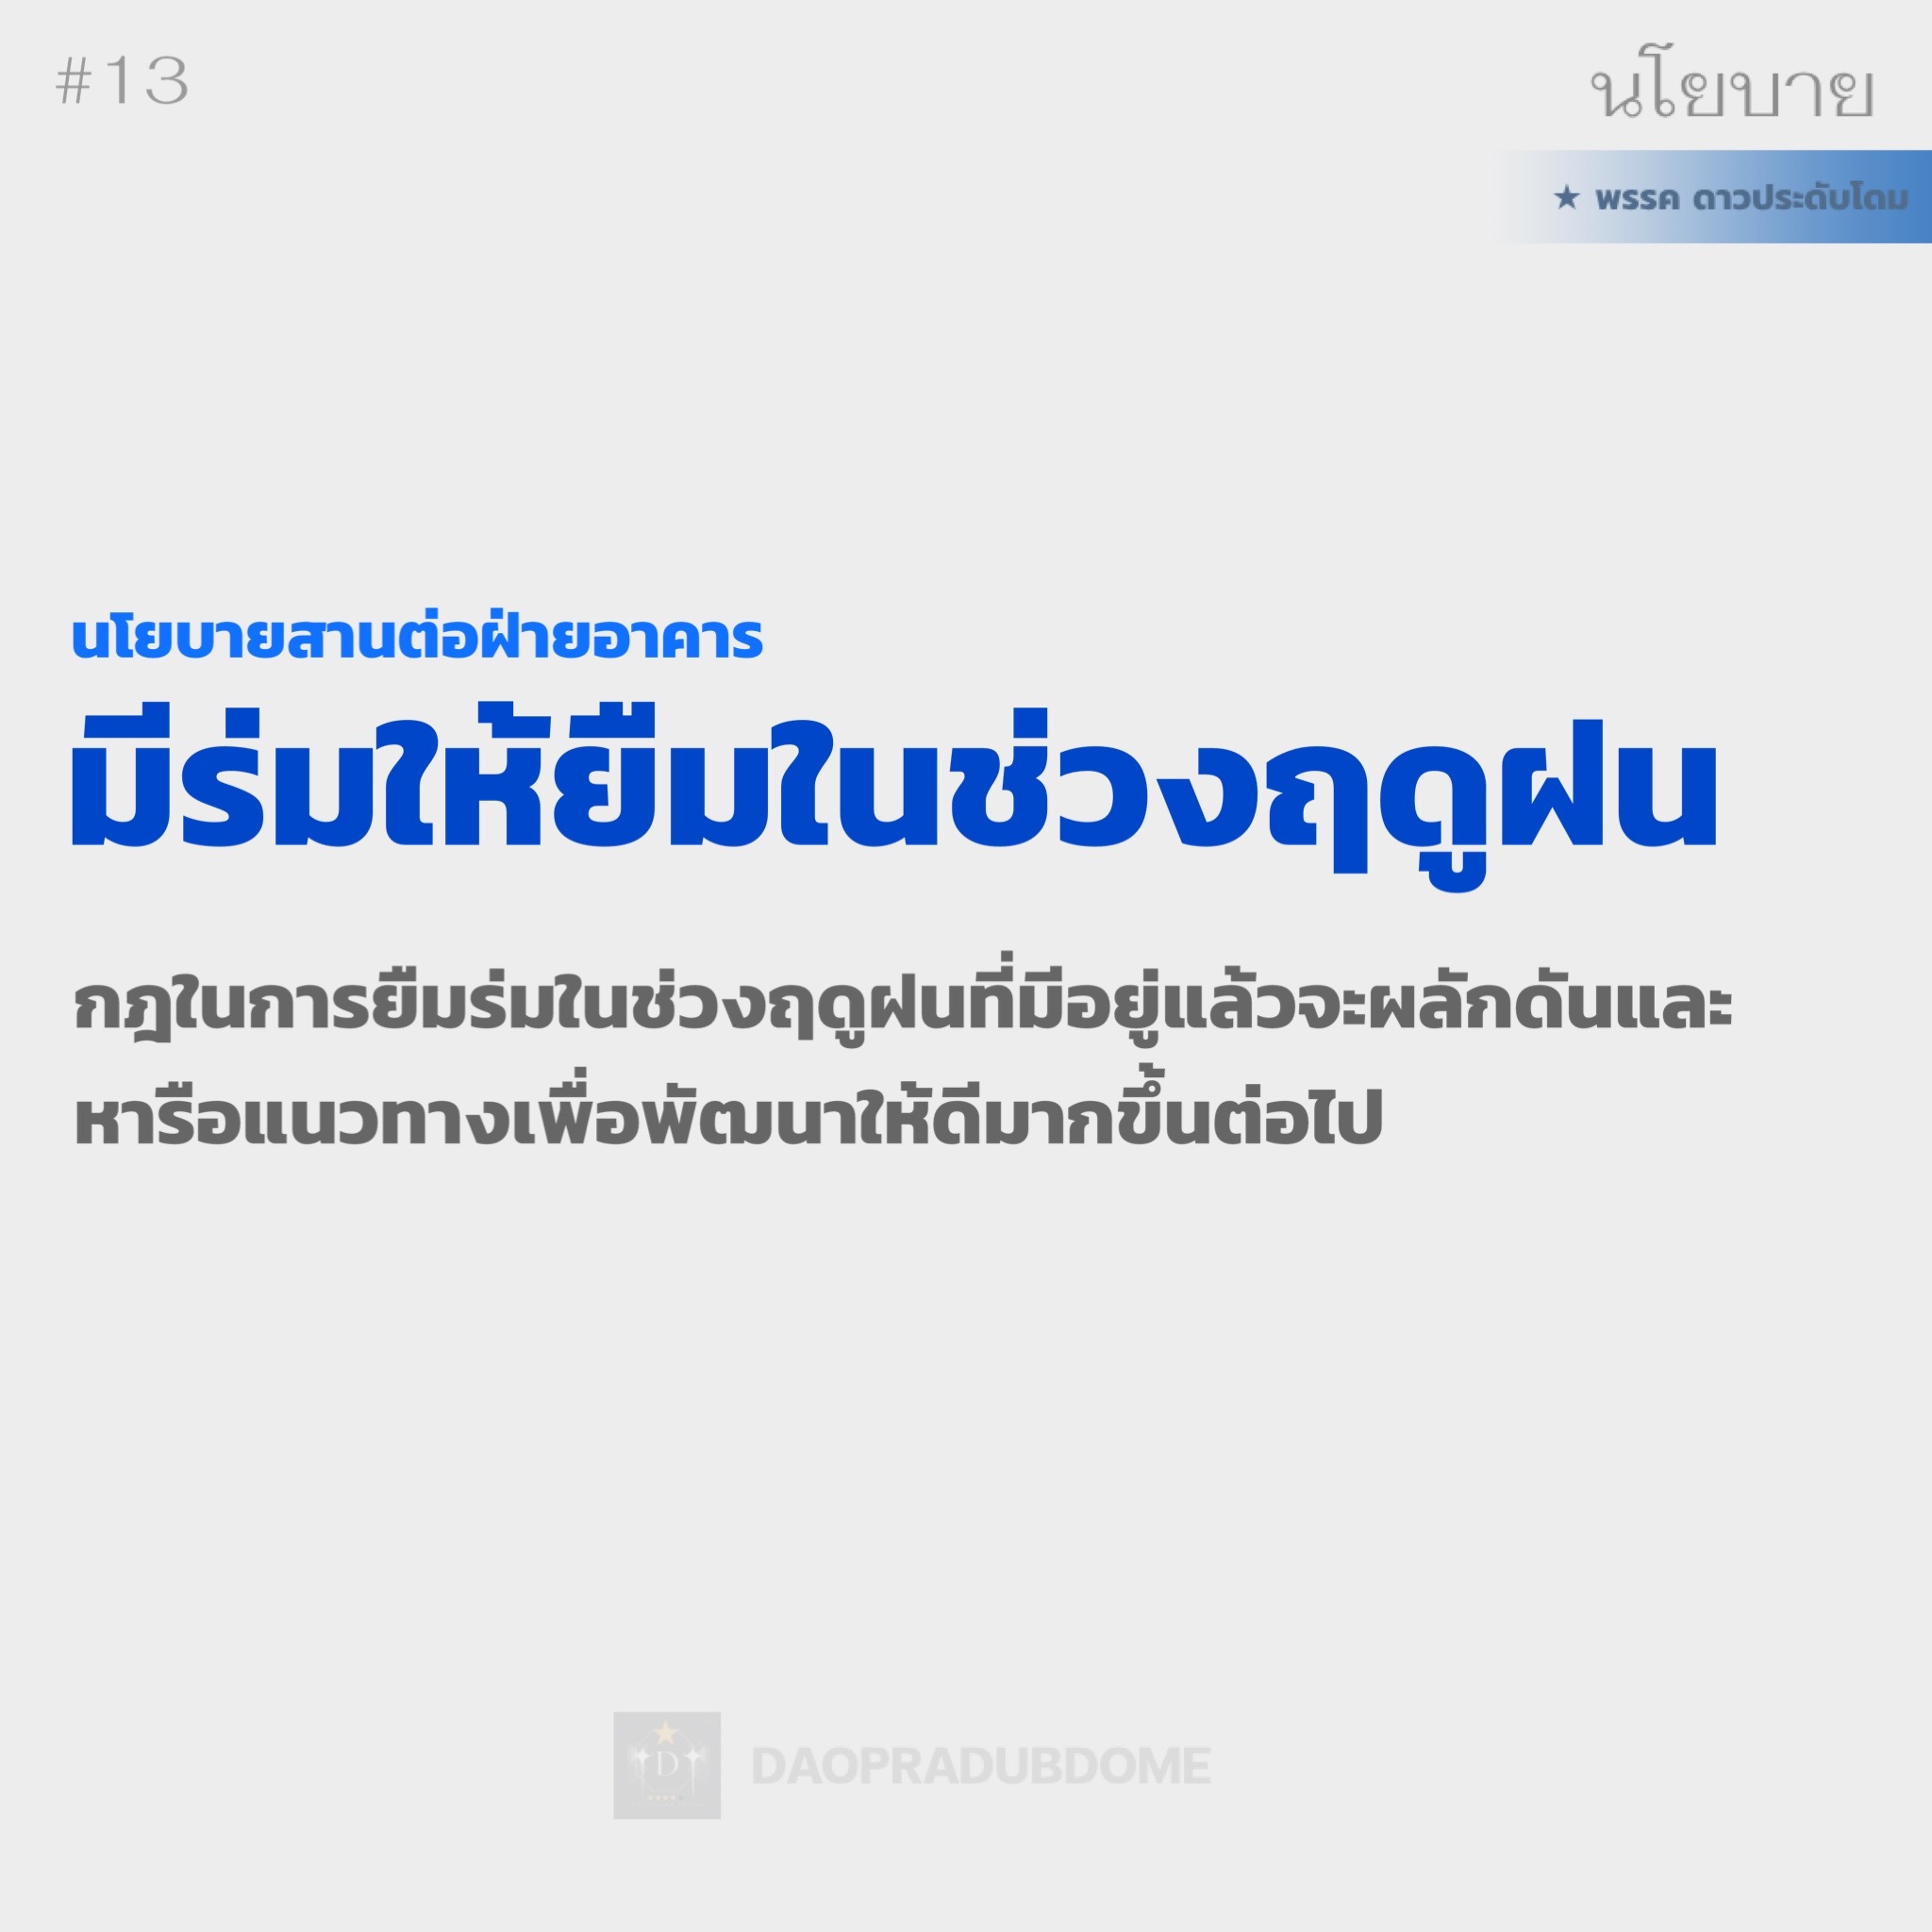 #13
นโยบาย
★ พรรค ดาวประดับโดม
นโยบายสานต่อฝ่ายอาคาร
มีร่มให้ยืมในช่วงฤดูฝน
กฎในการยืมร่มในช่วงฤดูฝนที่มีอยู่แล้วจะผลักดันและ
หารือแนวทางเพื่อพัฒนาให้ดีมากขึ้นต่อไป
D
DAOPRADUBDOME